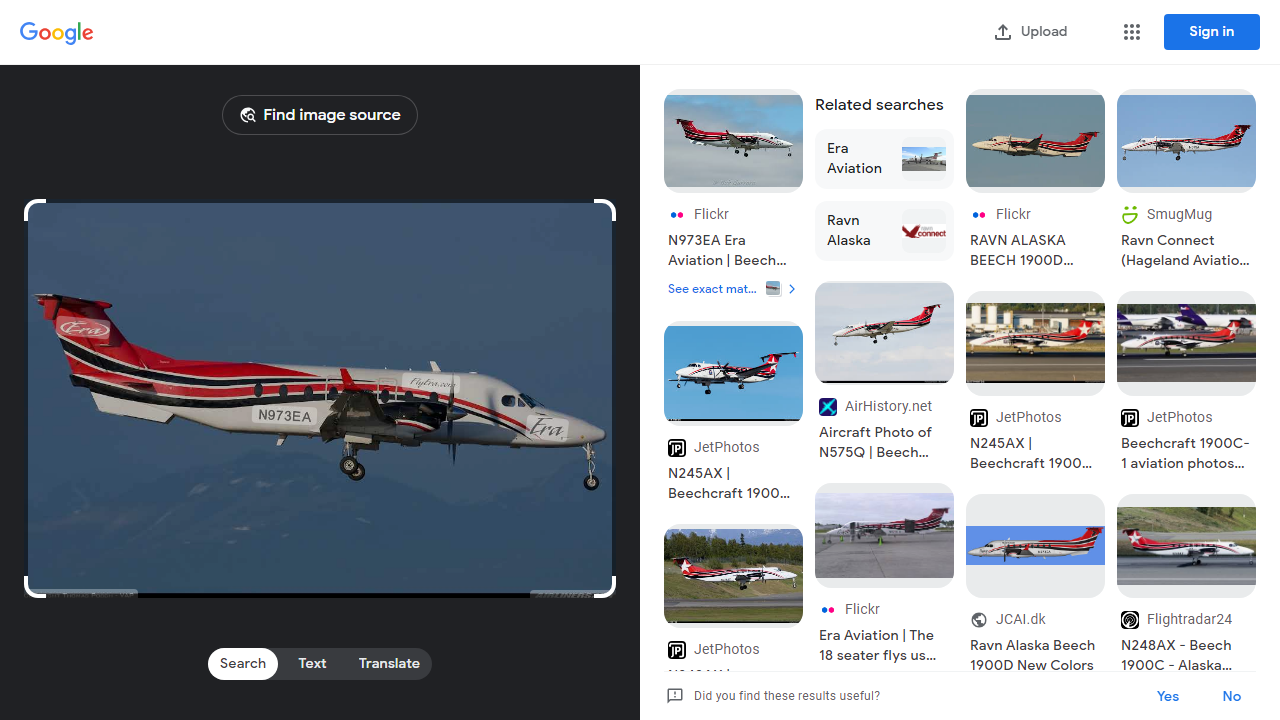 Google
Upload
Sign in
Find image source
Era
FlyEra.com
N973EA
Era
Search
Text
Translate
Flickr
N973EA Era
Aviation | Beech...
See exact mat...
JetPhotos
N245AX |
Beechcraft 1900...
JetPhotos
Related searches
Era
Aviation
Ravn
Alaska
connect
AirHistory.net
Aircraft Photo of
N575Q | Beech...
Flickr
Era Aviation | The
18 seater flys us...
Flickr
RAVN ALASKA
BEECH 1900D...
JetPhotos
N245AX |
Beechcraft 1900...
JCAI.dk
Ravn Alaska Beech
1900D New Colors
SmugMug
Ravn Connect
(Hageland Aviatio...
JetPhotos
Beechcraft 1900C-
1 aviation photos...
Flightradar24
N248AX - Beech
1900C - Alaska...
Did you find these results useful?
Yes
No